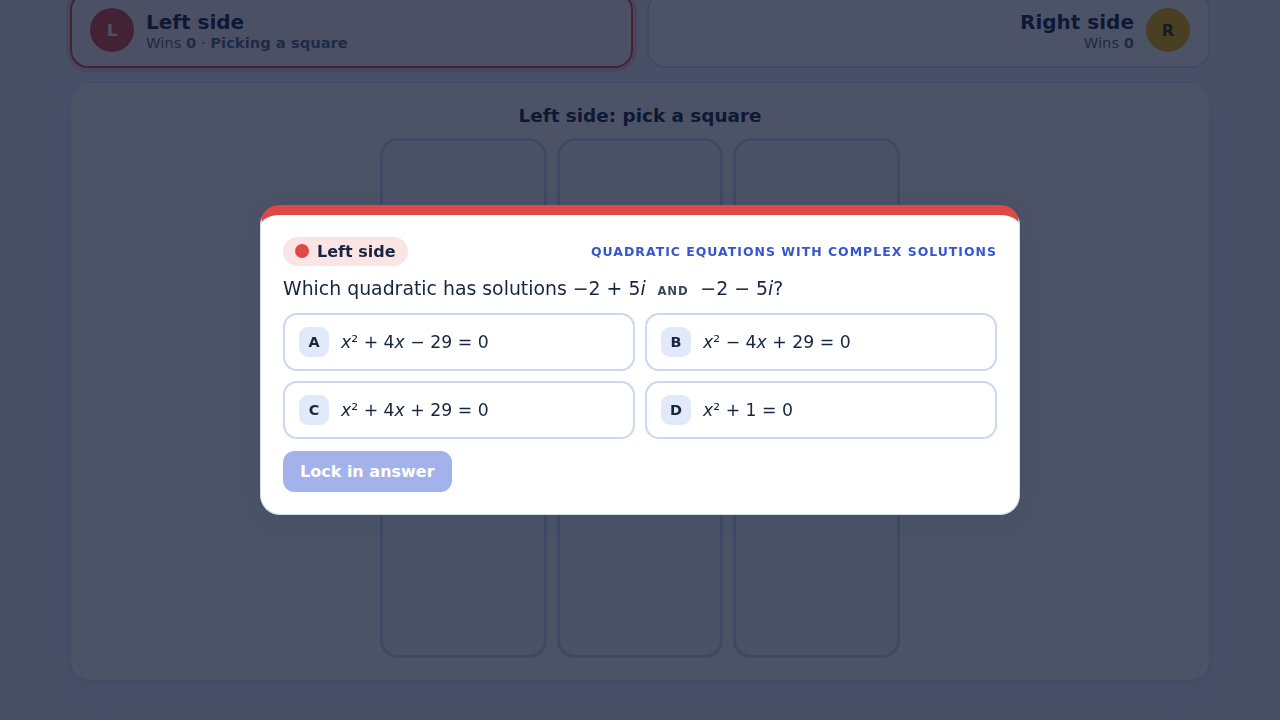 L
Left side
Wins 0 · Picking a square
Right side
Wins 0
R
Left side: pick a square
Left side
QUADRATIC EQUATIONS WITH COMPLEX SOLUTIONS
Which quadratic has solutions −2 + 5i AND −2 − 5i?
A x² + 4x − 29 = 0
B x² − 4x + 29 = 0
C x² + 4x + 29 = 0
D x² + 1 = 0
Lock in answer